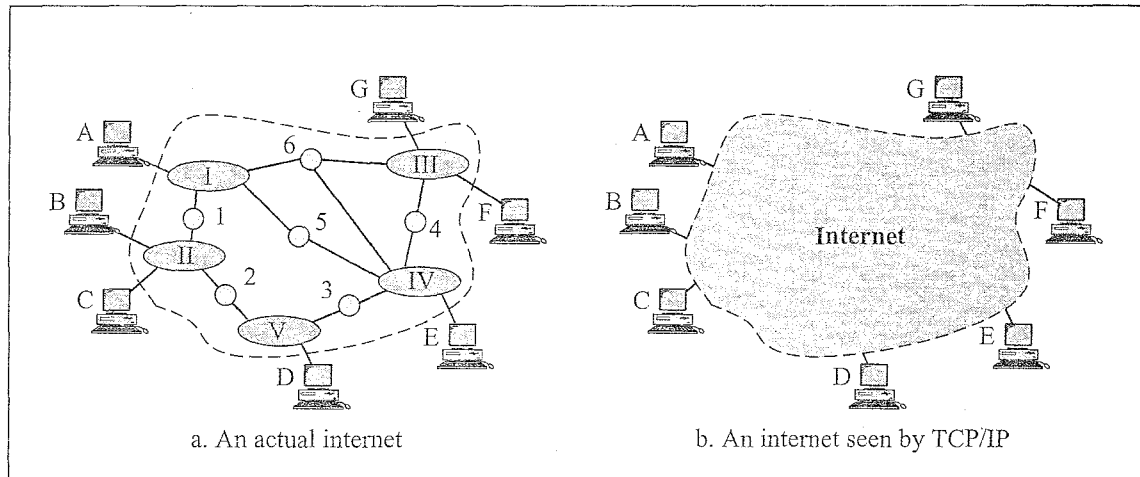 G
A
6
III
I
B
1
5
F
4
II
2
IV
C
3
V
E
D
a. An actual internet
G
A
B
F
Internet
C
E
D
b. An internet seen by TCP/IP